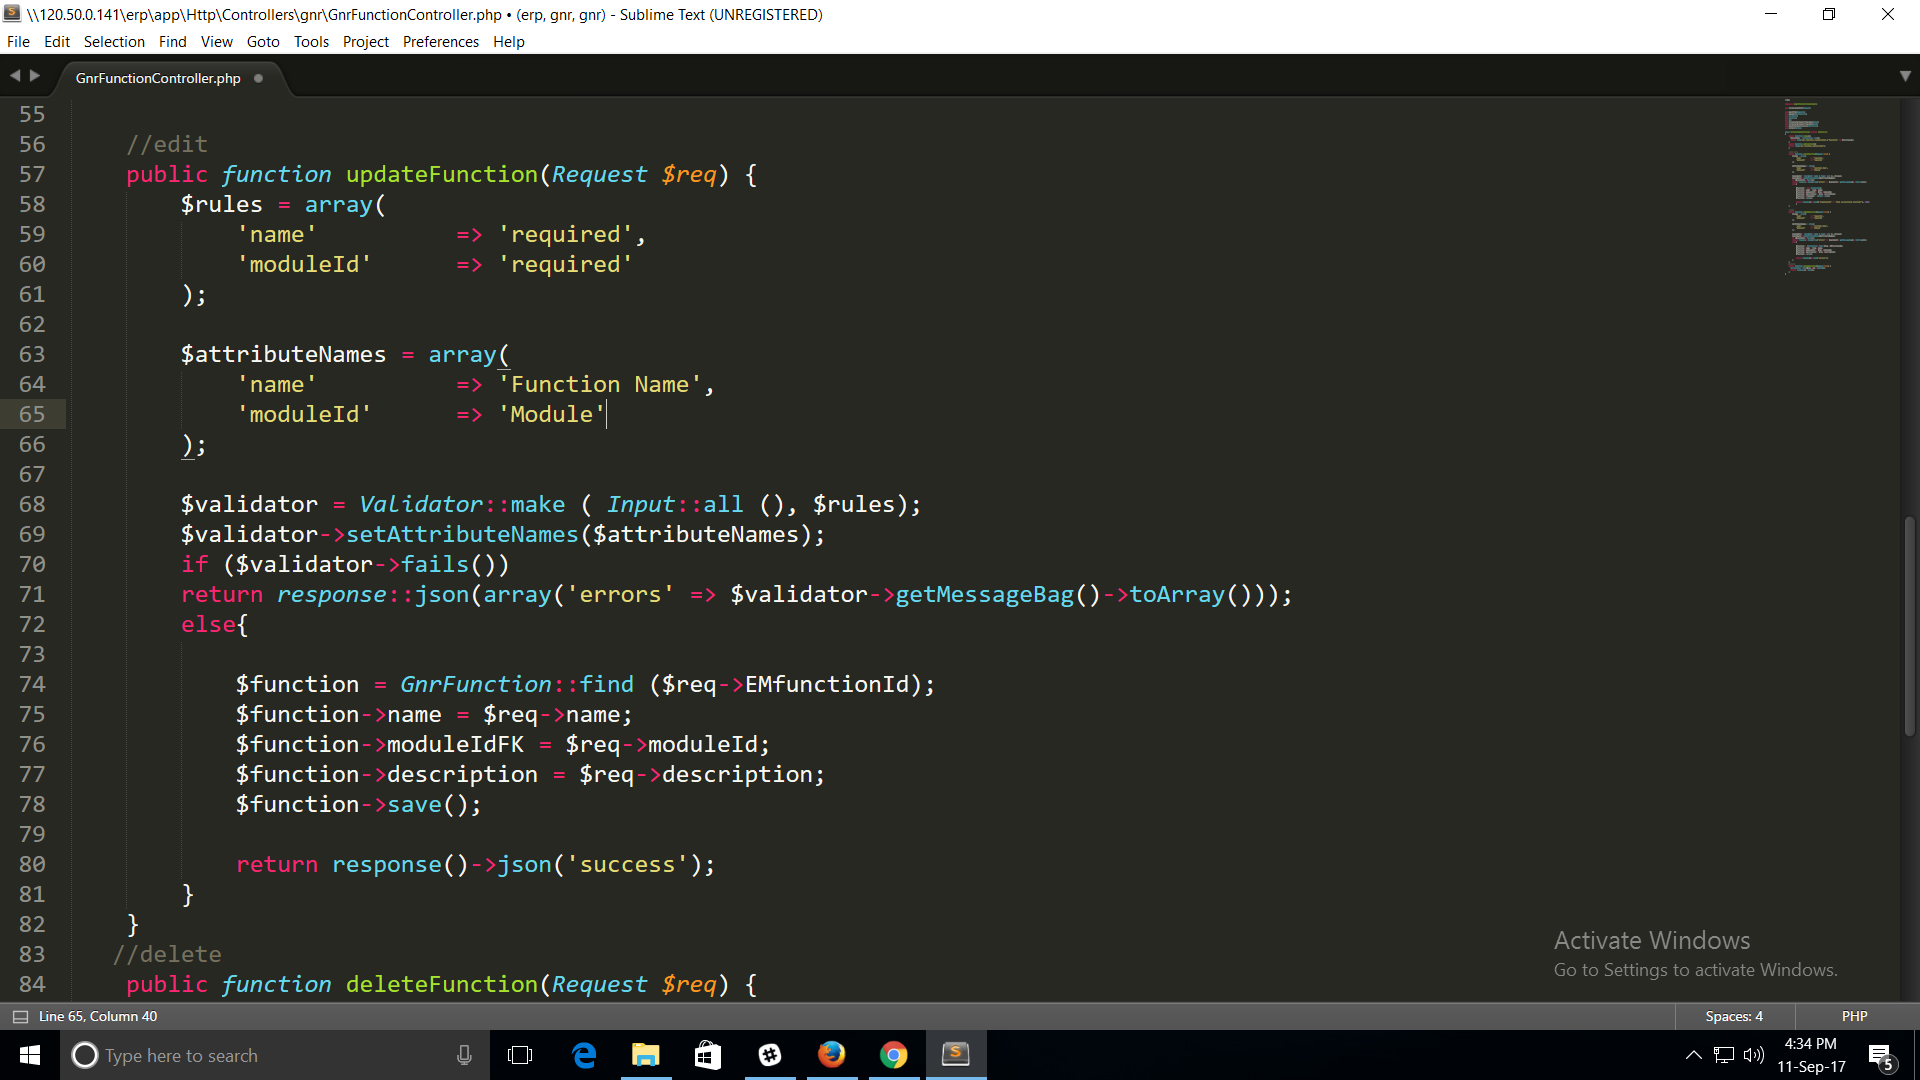 \\120.50.0.141\erp\app\Http\Controllers\gnr\GnrFunctionController.php • (erp, gnr, gnr) - Sublime Text (UNREGISTERED)
File Edit Selection Find View Goto Tools Project Preferences Help
GnrFunctionController.php
55
56 //edit
57 public function updateFunction(Request $req) {
58 $rules = array(
59 'name' => 'required',
60 'moduleId' => 'required'
61 );
62
63 $attributeNames = array(
64 'name' => 'Function Name',
65 'moduleId' => 'Module'
66 );
67
68 $validator = Validator::make ( Input::all (), $rules);
69 $validator->setAttributeNames($attributeNames);
70 if ($validator->fails())
71 return response::json(array('errors' => $validator->getMessageBag()->toArray()));
72 else{
73
74 $function = GnrFunction::find ($req->EMfunctionId);
75 $function->name = $req->name;
76 $function->moduleIdFK = $req->moduleId;
77 $function->description = $req->description;
78 $function->save();
79
80 return response()->json('success');
81 }
82 }
83 //delete
84 public function deleteFunction(Request $req) {
Activate Windows
Go to Settings to activate Windows.
Line 65, Column 40
Spaces: 4
PHP
Type here to search
4:34 PM
11-Sep-17
5